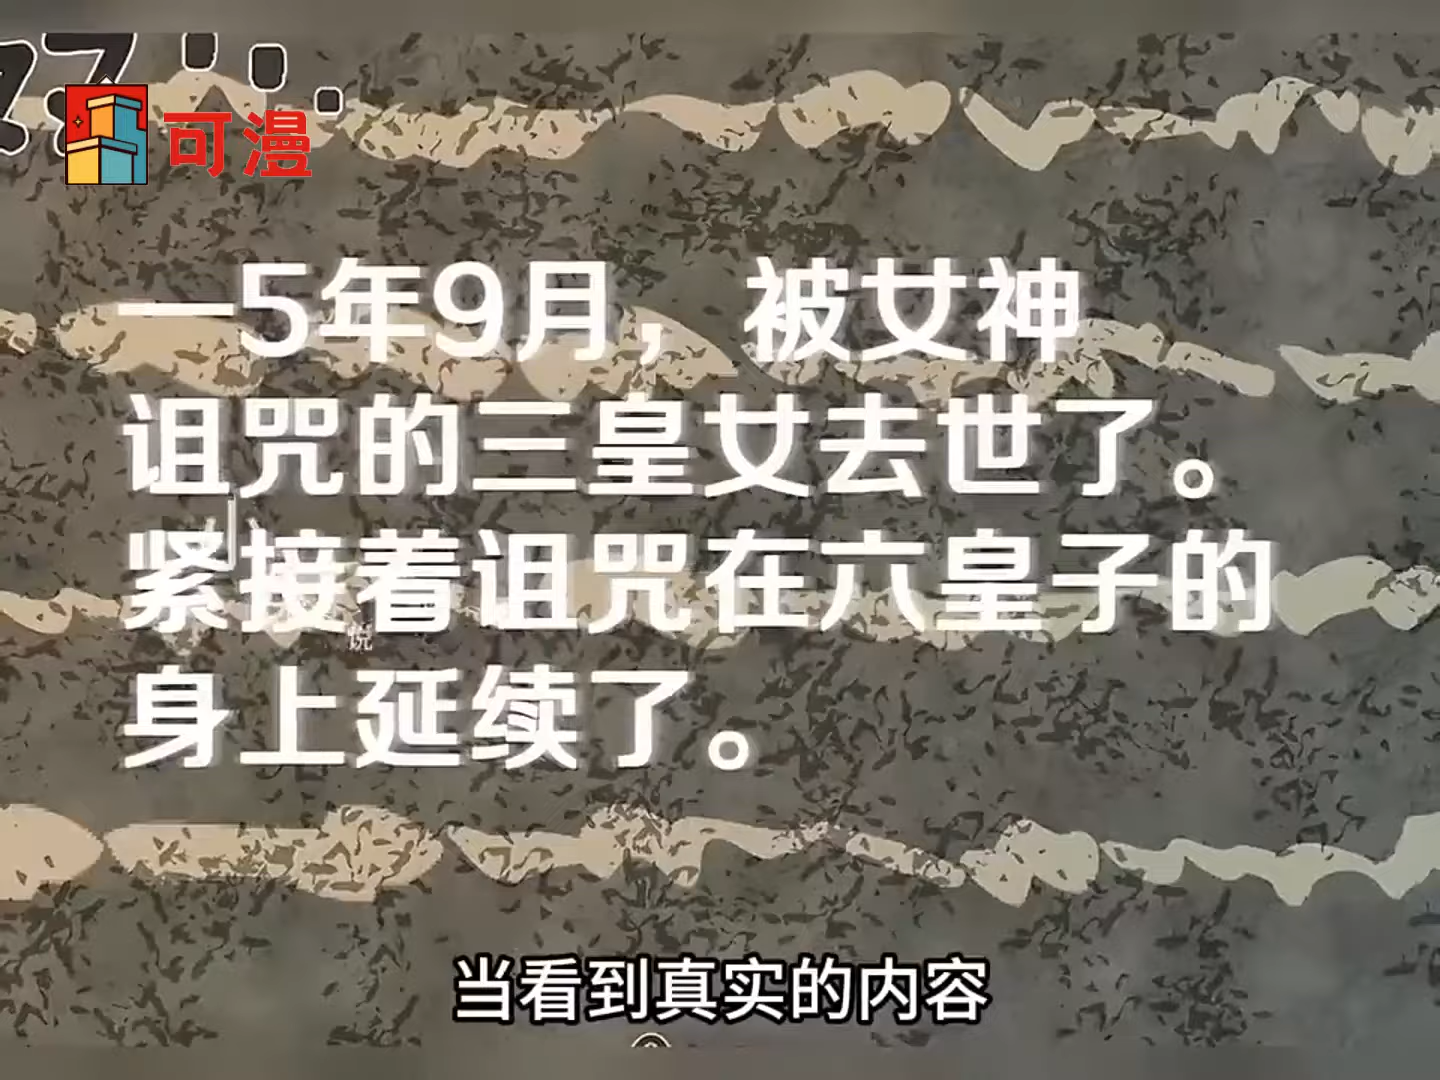 可漫
一5年9月，被女神
诅咒的三皇女去世了。
紧接着诅咒在六皇子的
身上延续了。
当看到真实的内容